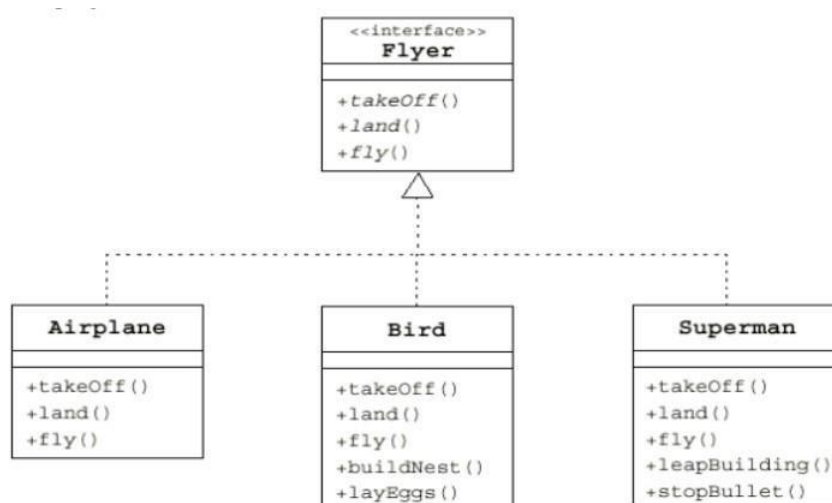 <<interface>>
Flyer
+takeOff()
+land()
+fly()
Airplane
+takeOff()
+land()
+fly()
Bird
+takeOff()
+land()
+fly()
+buildNest()
+layEggs()
Superman
+takeOff()
+land()
+fly()
+leapBuilding()
+stopBullet()